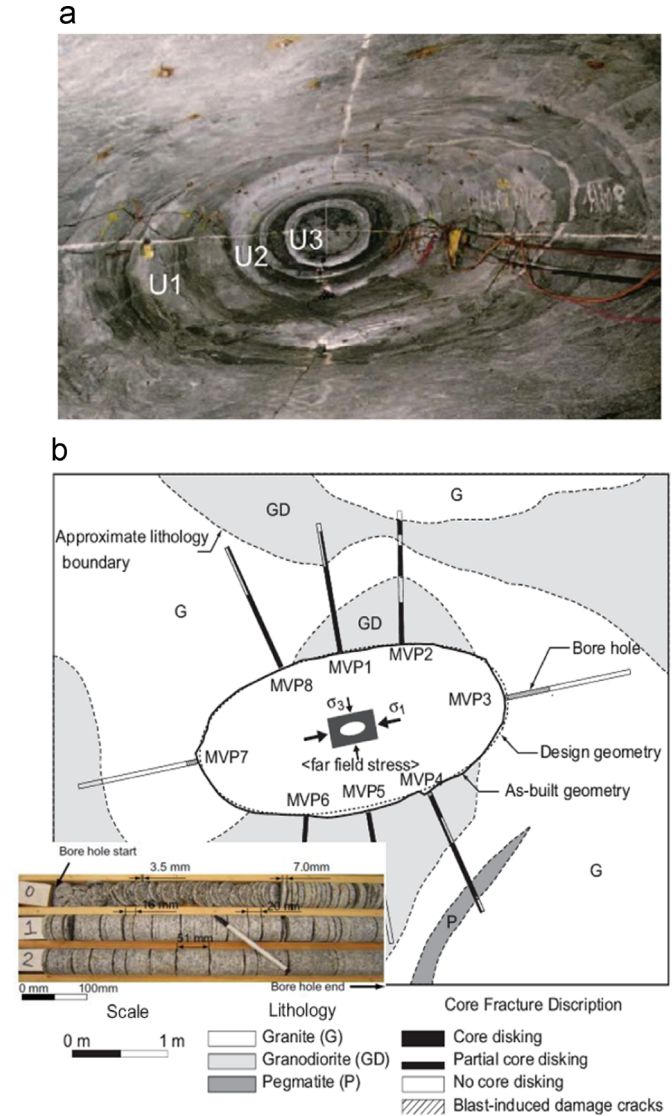 a
U1
U2
U3
b
G
GD
Approximate lithology
boundary
G
GD
Bore hole
MVP1
MVP2
MVP8
MVP3
σ3
σ1
MVP7
Design geometry
<far field stress>
MVP4
MVP5
MVP6
As-built geometry
Bore hole start
3.5 mm
7.0mm
G
0
16 mm
20 mm
P
1
51 mm
2
Bore hole end
0 mm
100mm
Scale
Lithology
Core Fracture Discription
0 m
1 m
Granite (G)
Core disking
Granodiorite (GD)
Partial core disking
Pegmatite (P)
No core disking
Blast-induced damage cracks